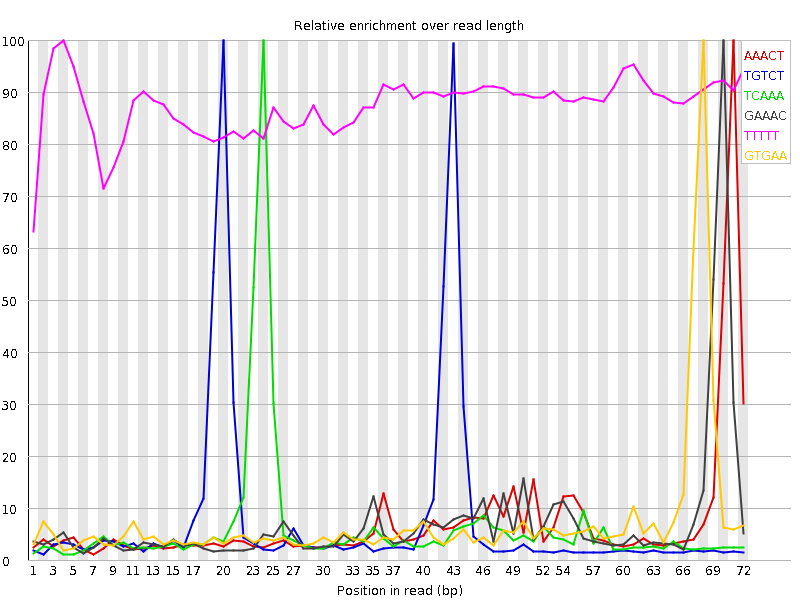 Relative enrichment over read length
100
90
80
70
60
50
40
30
20
10
0
AAACT
TGTCT
TCAAA
GAAAC
TTTTT
GTGAA
1 3 5 7 9 11 13 15 17 20 23 25 27 30 33 35 37 40 43 46 49 52 54 57 60 63 66 69 72
Position in read (bp)